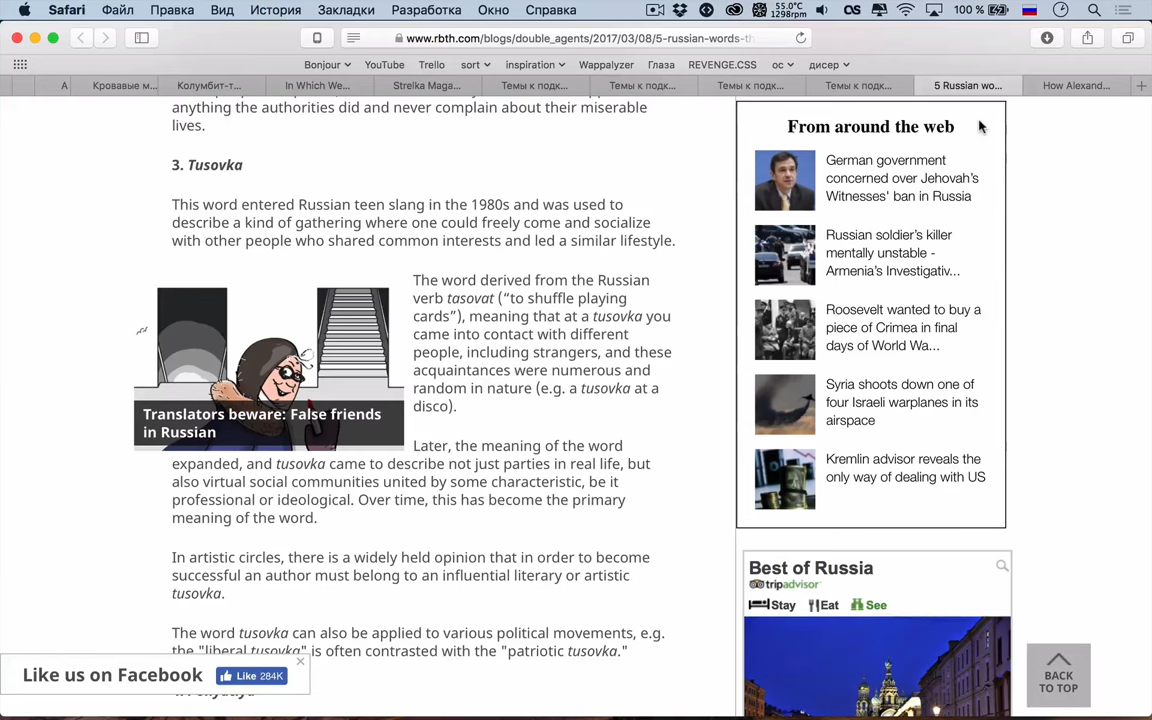 Safari Файл Правка Вид История Закладки Разработка Окно Справка 55.0°C 1298rpm 100 %
www.rbth.com/blogs/double_agents/2017/03/08/5-russian-words-th
Bonjour YouTube Trello sort inspiration Wappalyzer Глаза REVENGE.CSS ос дисер
А Кровавые м... Колумбит-т... In Which We... Strelka Maga... Темы к подк... Темы к подк... Темы к подк... Темы к подк... 5 Russian wo... How Alexand...
anything the authorities did and never complain about their miserable
lives.
3. Tusovka
This word entered Russian teen slang in the 1980s and was used to
describe a kind of gathering where one could freely come and socialize
with other people who shared common interests and led a similar lifestyle.
The word derived from the Russian
verb tasovat (“to shuffle playing
cards”), meaning that at a tusovka you
came into contact with different
people, including strangers, and these
acquaintances were numerous and
random in nature (e.g. a tusovka at a
disco).
Translators beware: False friends
in Russian
Later, the meaning of the word
expanded, and tusovka came to describe not just parties in real life, but
also virtual social communities united by some characteristic, be it
professional or ideological. Over time, this has become the primary
meaning of the word.
In artistic circles, there is a widely held opinion that in order to become
successful an author must belong to an influential literary or artistic
tusovka.
The word tusovka can also be applied to various political movements, e.g.
the "liberal tusovka" is often contrasted with the "patriotic tusovka."
Like us on Facebook Like 284K
From around the web
German government
concerned over Jehovah’s
Witnesses' ban in Russia
Russian soldier’s killer
mentally unstable -
Armenia’s Investigativ...
Roosevelt wanted to buy a
piece of Crimea in final
days of World Wa...
Syria shoots down one of
four Israeli warplanes in its
airspace
Kremlin advisor reveals the
only way of dealing with US
Best of Russia
tripadvisor
Stay Eat See
BACK
TO TOP